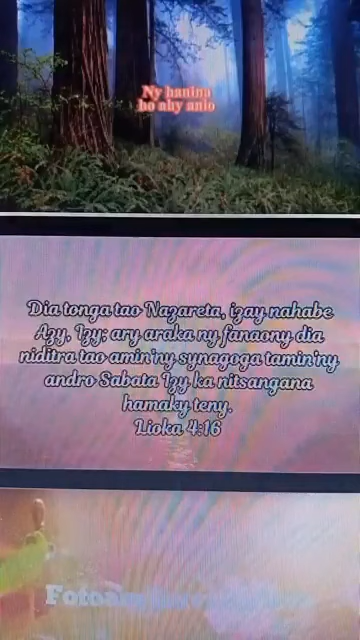 Ny hanina
ho ahy anio
Dia tonga tao Nazareta, izay nahabe
Azy, Izy; ary araka ny fanaony dia
niditra tao amin'ny synagoga tamin'ny
andro Sabata Izy ka nitsangana
hamaky teny.
Lioka 4:16